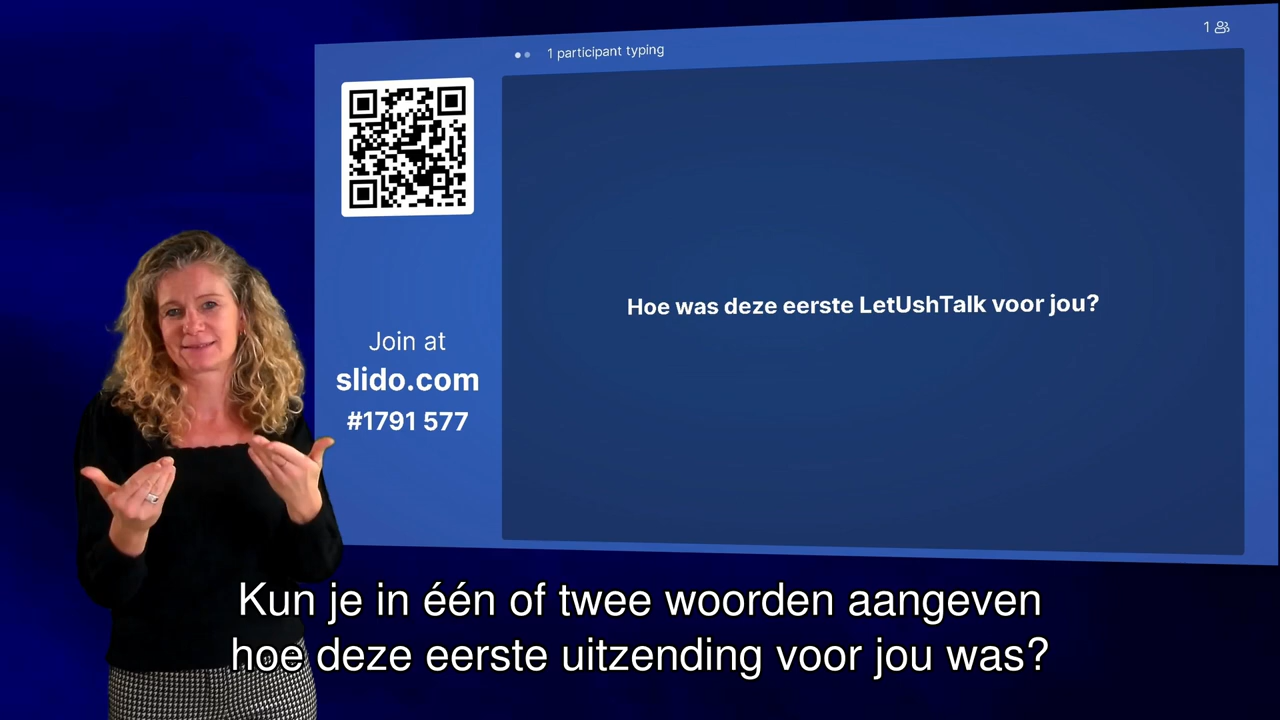 1 participant typing
1
Join at
slido.com
#1791 577
Hoe was deze eerste LetUshTalk voor jou?
Kun je in één of twee woorden aangeven
hoe deze eerste uitzending voor jou was?